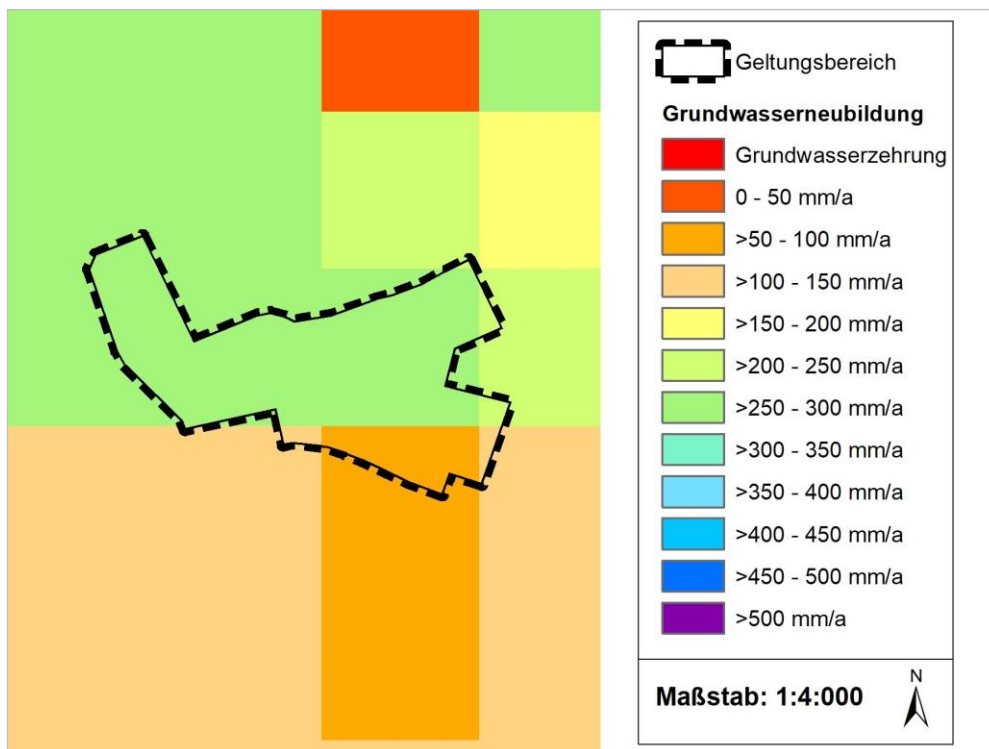 Geltungsbereich
Grundwasserneubildung
Grundwasserzehrung
0 - 50 mm/a
>50 - 100 mm/a
>100 - 150 mm/a
>150 - 200 mm/a
>200 - 250 mm/a
>250 - 300 mm/a
>300 - 350 mm/a
>350 - 400 mm/a
>400 - 450 mm/a
>450 - 500 mm/a
>500 mm/a
Maßstab: 1:4:000
N